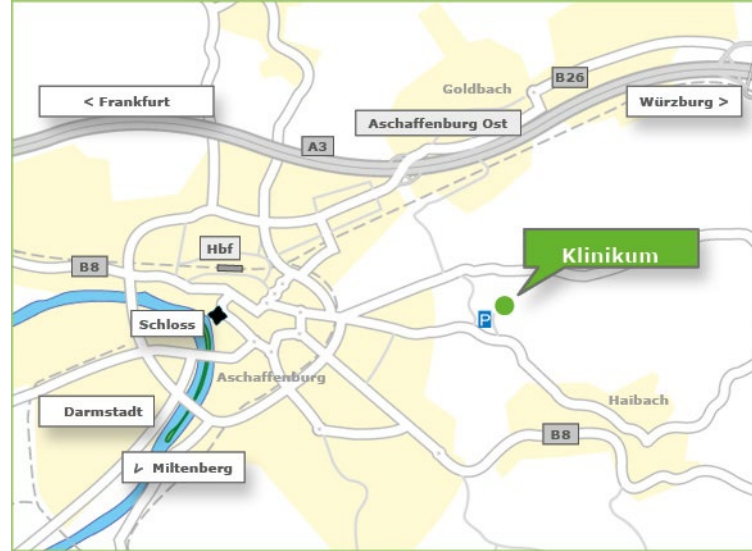 B26
Goldbach
< Frankfurt
Würzburg >
Aschaffenburg Ost
A3
Hbf
Klinikum
B8
P
Schloss
Aschaffenburg
Haibach
Darmstadt
B8
< Miltenberg